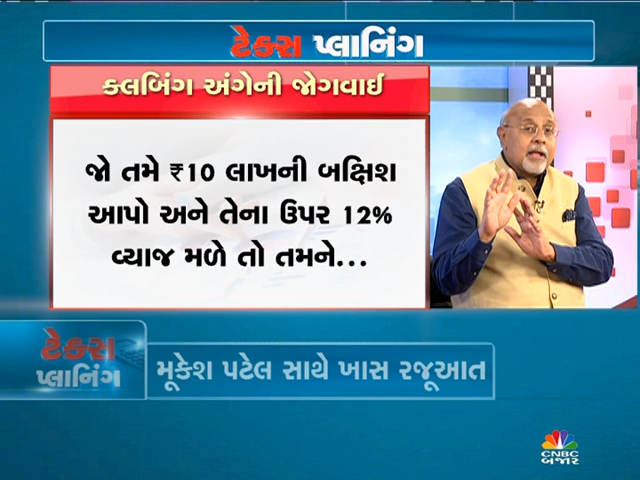 ટેક્સ પ્લાનિંગ
ક્લબિંગ અંગેની જોગવાઈ
જો તમે ₹10 લાખની બક્ષિશ
આપો અને તેના ઉપર 12%
વ્યાજ મળે તો તમને...
ટેક્સ
પ્લાનિંગ
મૂકેશ પટેલ સાથે ખાસ રજૂઆત
CNBC
બજાર